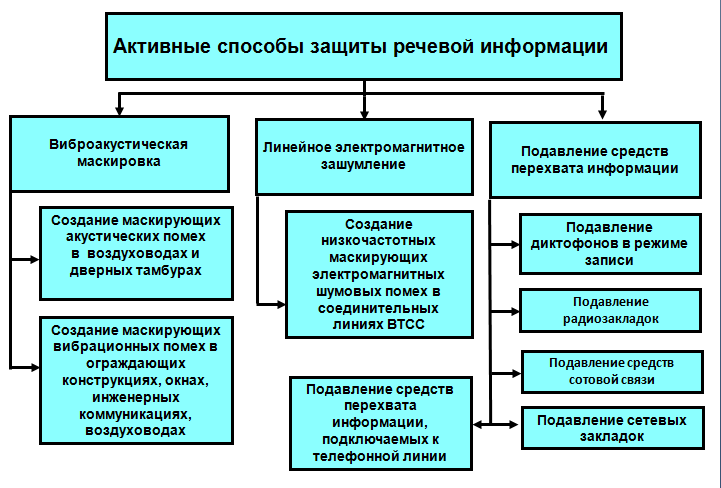 Активные способы защиты речевой информации
Виброакустическая
маскировка
Линейное электромагнитное
зашумление
Подавление средств
перехвата информации
Создание маскирующих
акустических помех
в воздуховодах и
дверных тамбурах
Создание маскирующих
вибрационных помех в
ограждающих
конструкциях, окнах,
инженерных
коммуникациях,
воздуховодах
Создание
низкочастотных
маскирующих
электромагнитных
шумовых помех в
соединительных
линиях ВТСС
Подавление
диктофонов в режиме
записи
Подавление
радиозакладок
Подавление средств
сотовой связи
Подавление сетевых
закладок
Подавление средств
перехвата
информации,
подключаемых к
телефонной линии